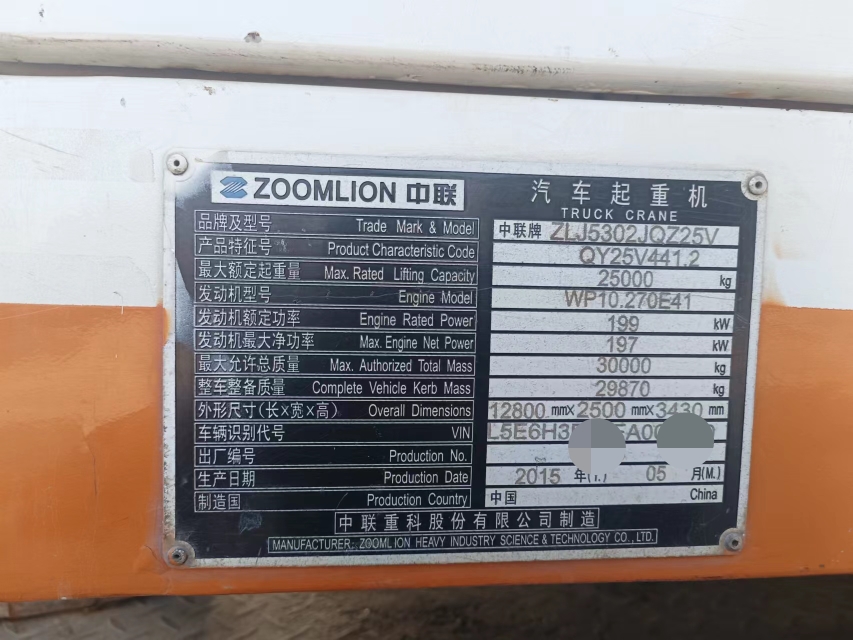 ZOOMLION 中联 汽车起重机
TRUCK CRANE
品牌及型号 Trade Mark & Model 中联牌 ZLJ5302JQZ25V
产品特征号 Product Characteristic Code QY25V441.2
最大额定起重量 Max. Rated Lifting Capacity 25000 kg
发动机型号 Engine Model WP10.270E41
发动机额定功率 Engine Rated Power 199 kW
发动机最大净功率 Max. Engine Net Power 197 kW
最大允许总质量 Max. Authorized Total Mass 30000 kg
整车整备质量 Complete Vehicle Kerb Mass 29870 kg
外形尺寸(长×宽×高) Overall Dimensions 12800 mm× 2500 mm× 3430 mm
车辆识别代号 VIN
出厂编号 Production No.
生产日期 Production Date 2015 年(Y.) 05 月(M.)
制造国 Production Country 中国 China
中联重科股份有限公司制造
MANUFACTURER: ZOOMLION HEAVY INDUSTRY SCIENCE & TECHNOLOGY CO., LTD.